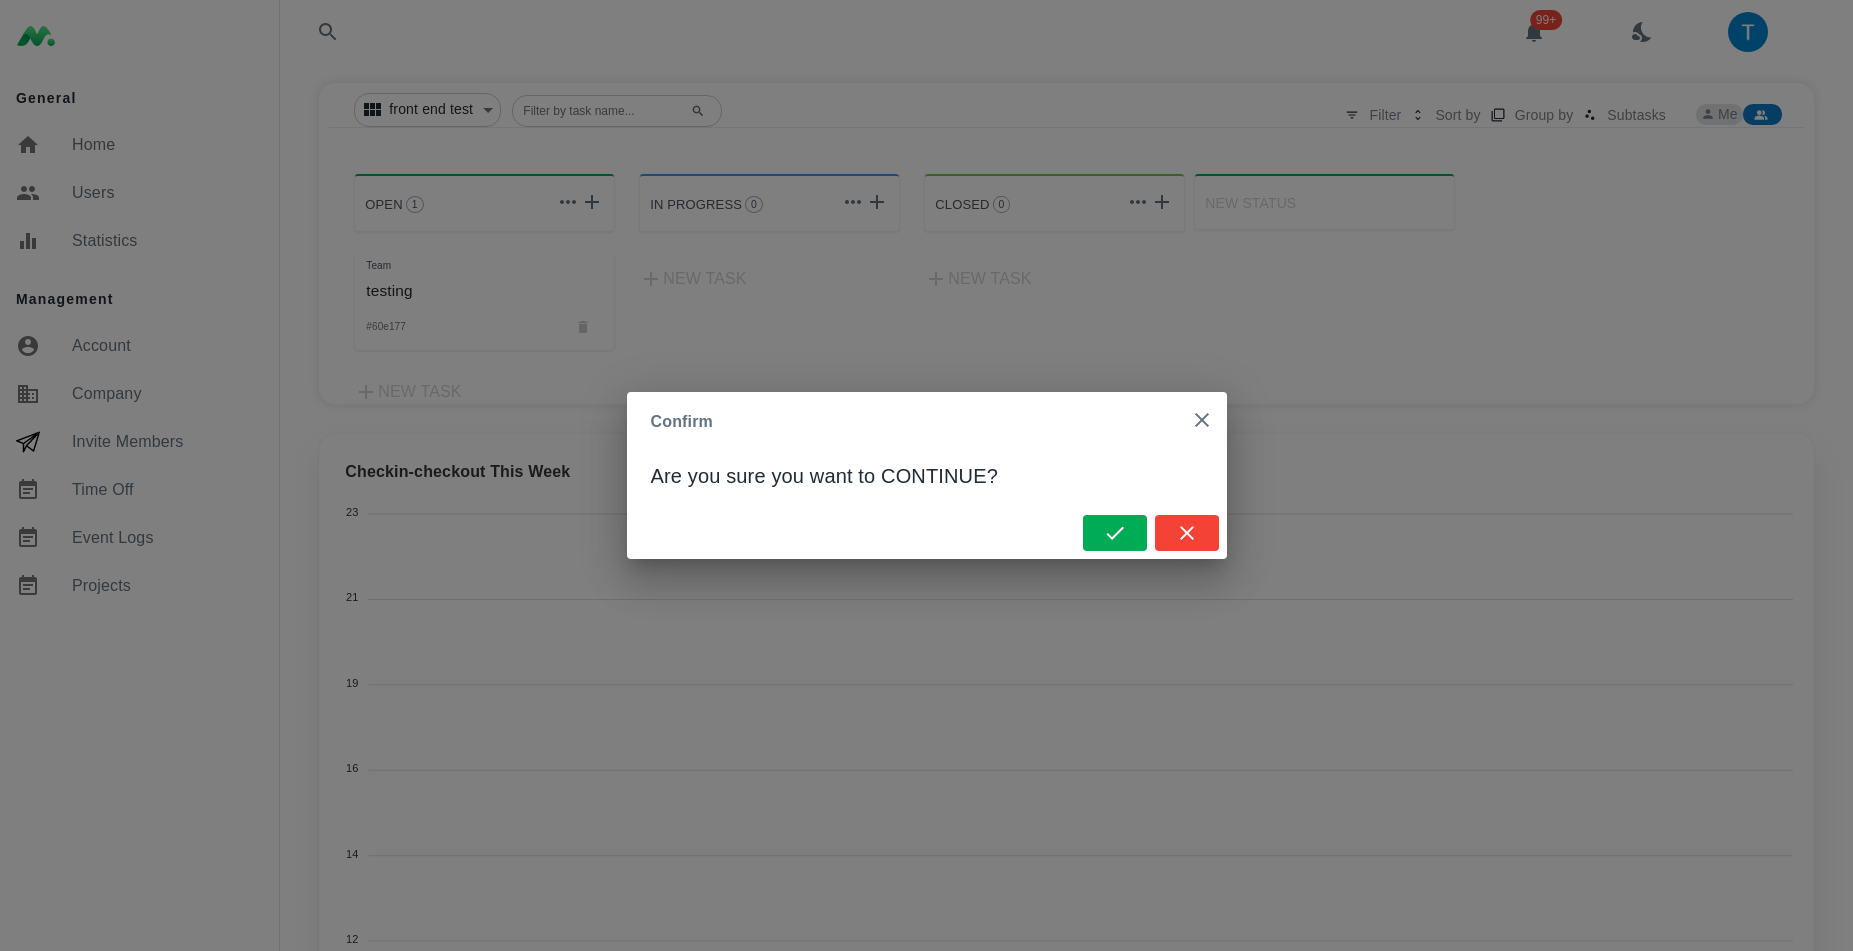 99+
T
General
Home
Users
Statistics
Management
Account
Company
Invite Members
Time Off
Event Logs
Projects
front end test
Filter by task name...
Filter
Sort by
Group by
Subtasks
Me
OPEN 1
IN PROGRESS 0
CLOSED 0
NEW STATUS
Team
testing
#60e177
NEW TASK
NEW TASK
NEW TASK
Confirm
Are you sure you want to CONTINUE?
Checkin-checkout This Week
23
21
19
16
14
12